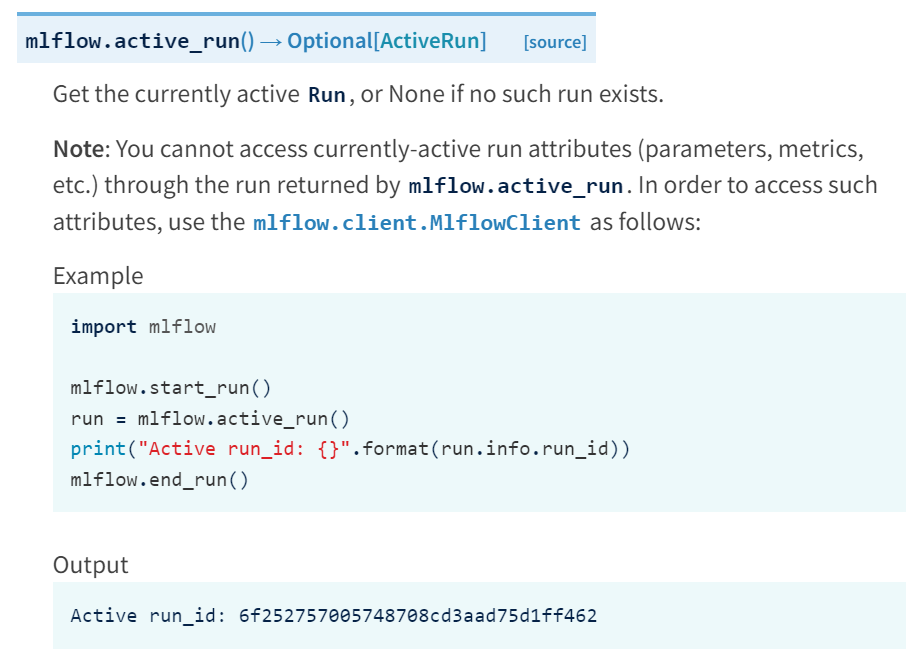 mlflow.active_run() → Optional[ActiveRun] [source]
Get the currently active Run, or None if no such run exists.
Note: You cannot access currently-active run attributes (parameters, metrics,
etc.) through the run returned by mlflow.active_run. In order to access such
attributes, use the mlflow.client.MlflowClient as follows:
Example
import mlflow
mlflow.start_run()
run = mlflow.active_run()
print("Active run_id: {}".format(run.info.run_id))
mlflow.end_run()
Output
Active run_id: 6f252757005748708cd3aad75d1ff462